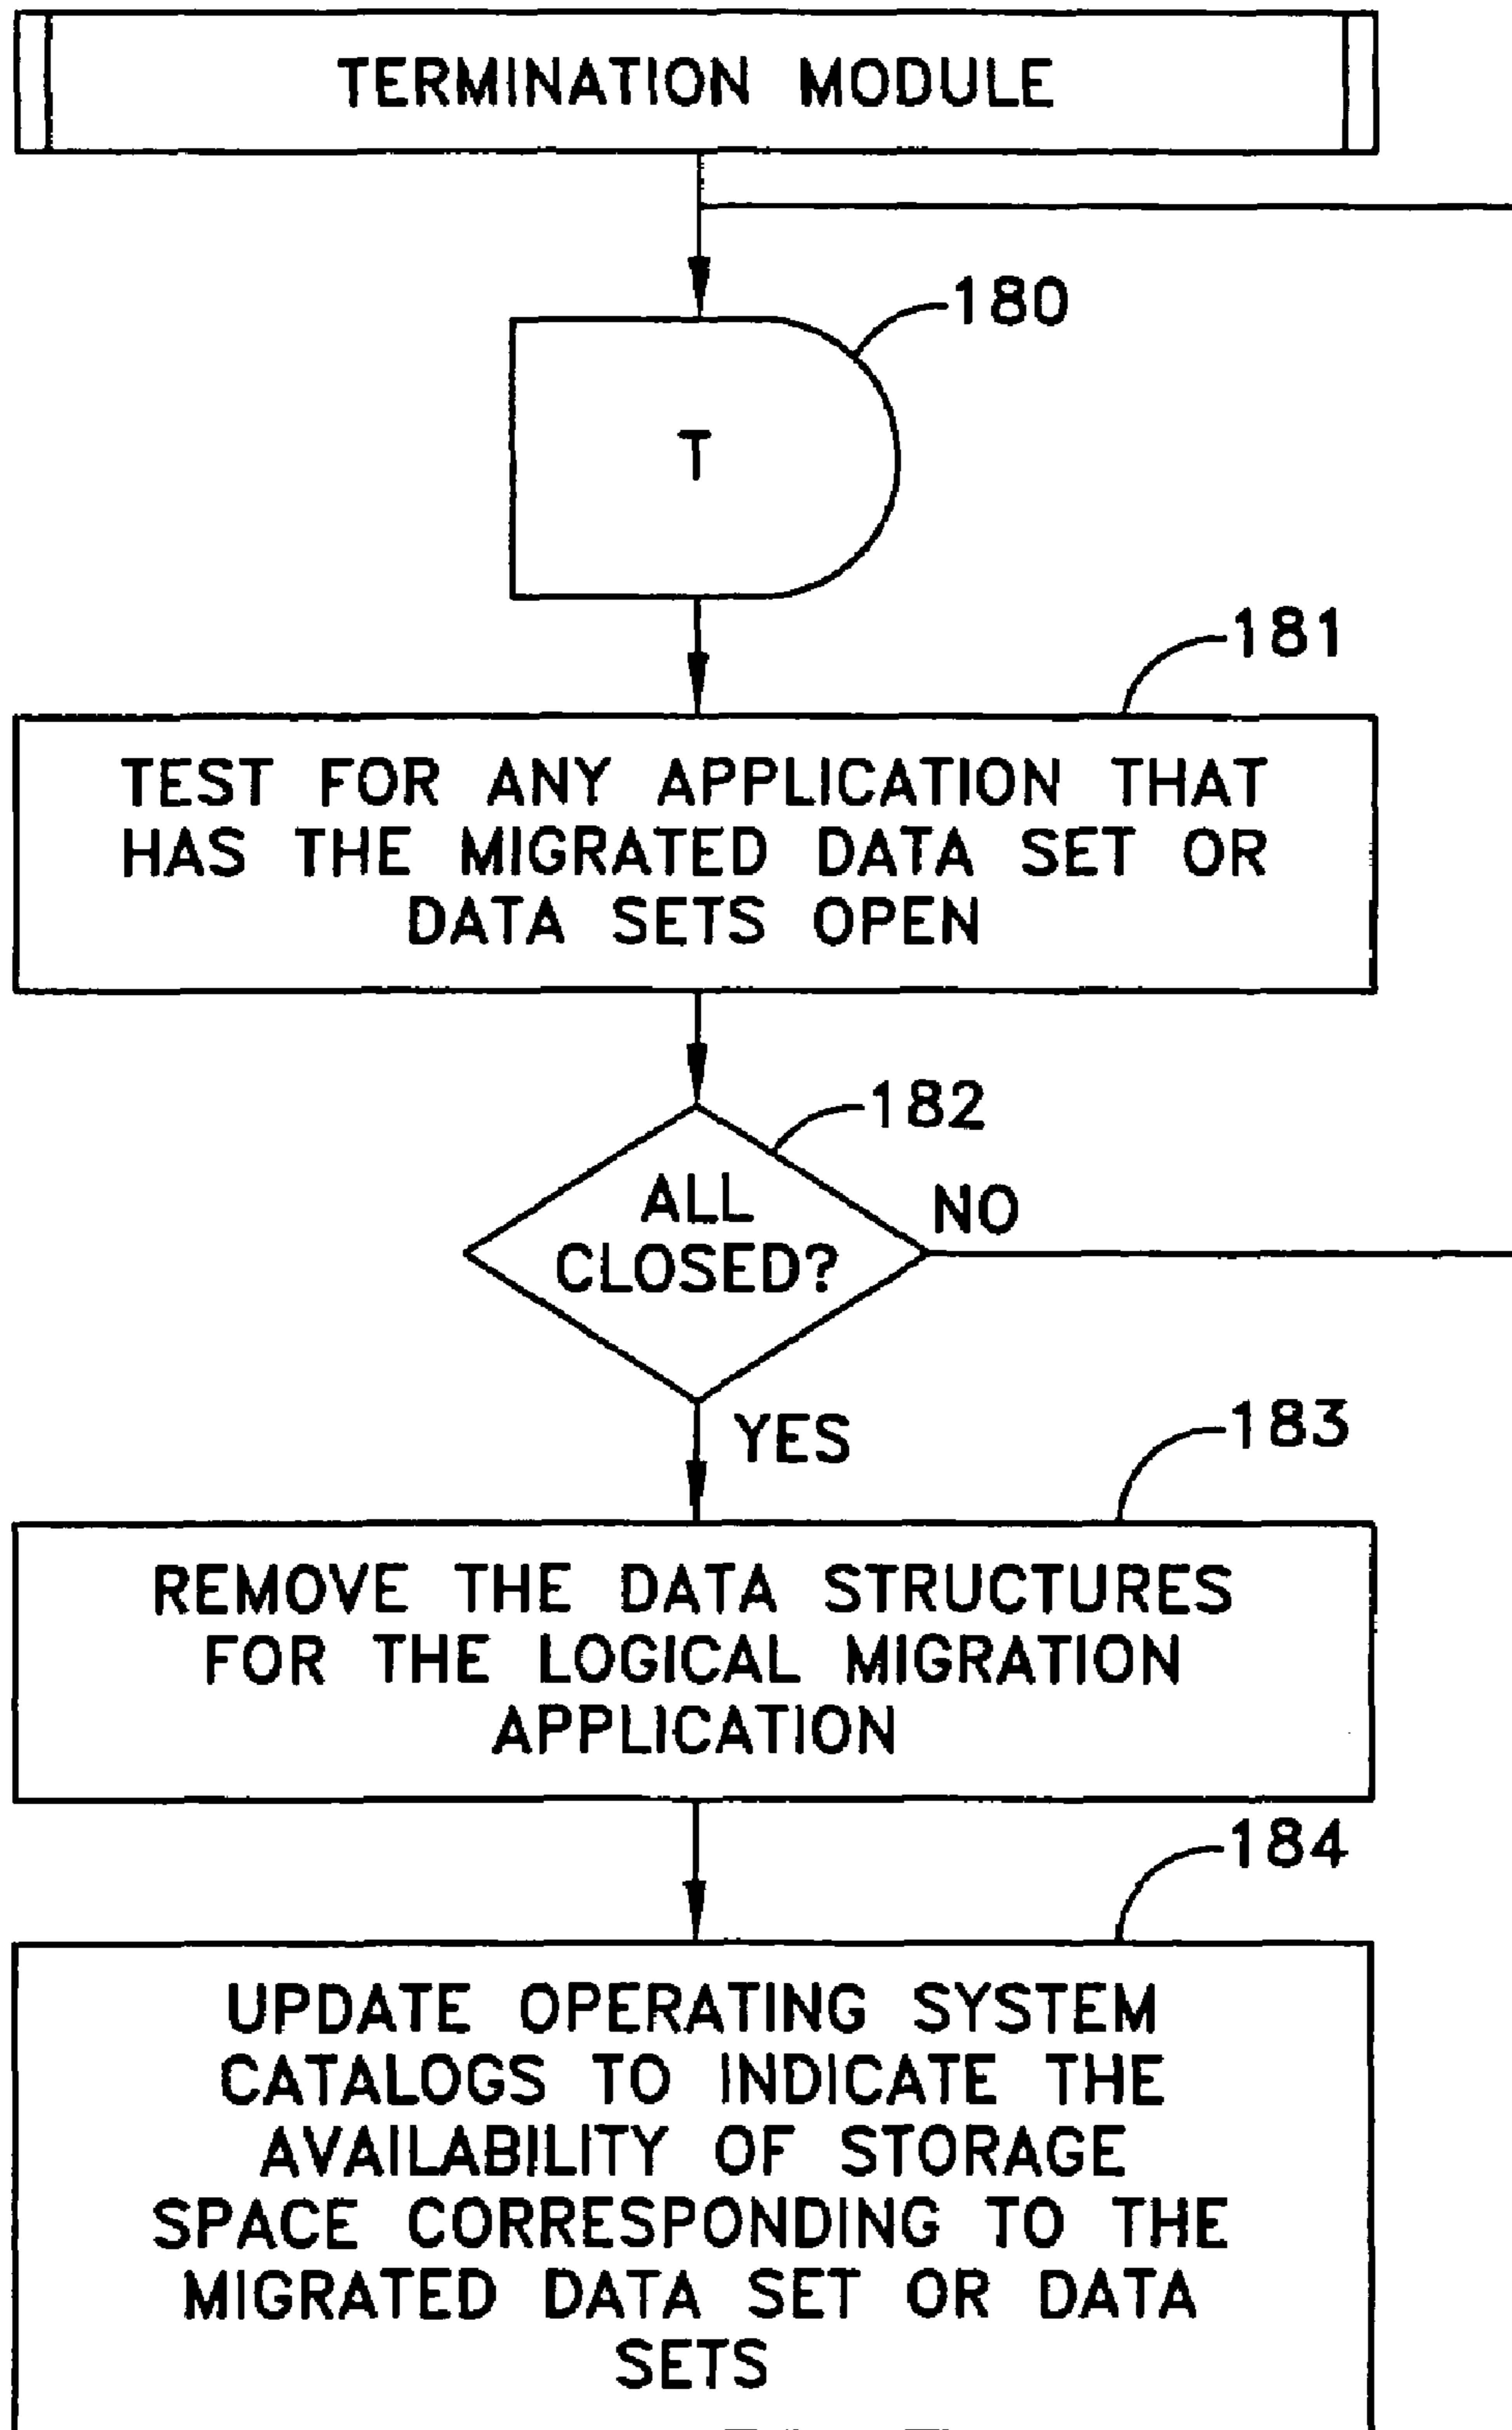 TERMINATION MODULE
180
T
181
TEST FOR ANY APPLICATION THAT
HAS THE MIGRATED DATA SET OR
DATA SETS OPEN
182
ALL
CLOSED?
NO
YES
183
REMOVE THE DATA STRUCTURES
FOR THE LOGICAL MIGRATION
APPLICATION
184
UPDATE OPERATING SYSTEM
CATALOGS TO INDICATE THE
AVAILABILITY OF STORAGE
SPACE CORRESPONDING TO THE
MIGRATED DATA SET OR DATA
SETS